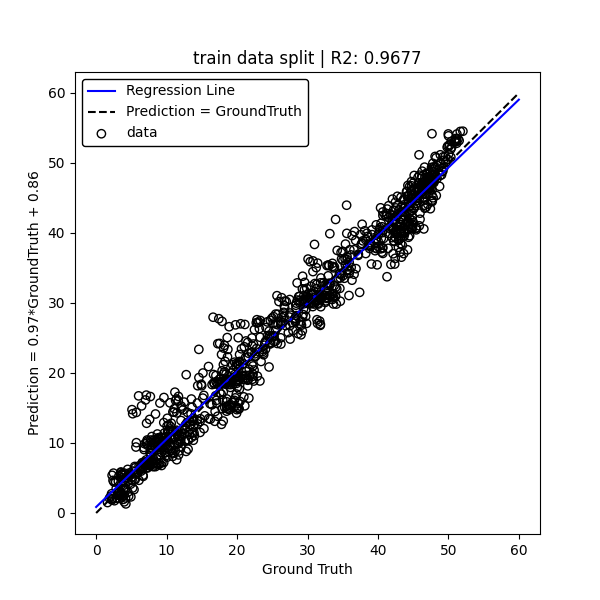 train data split | R2: 0.9677
Regression Line
Prediction = GroundTruth
data
Prediction = 0.97*GroundTruth + 0.86
60
50
40
30
20
10
0
0 10 20 30 40 50 60
Ground Truth